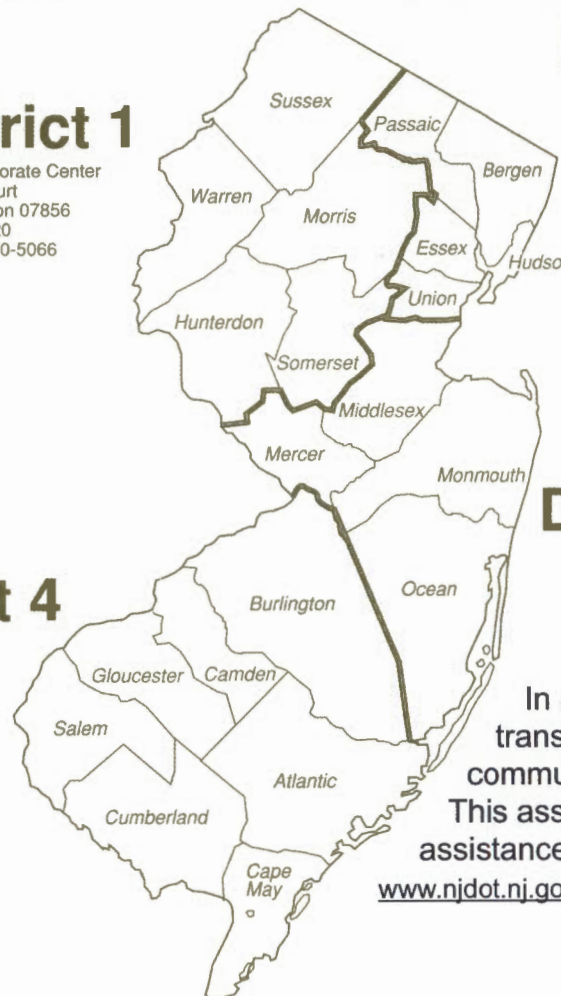 rict 1
orate Center
urt
on 07856
20
0-5066
Sussex
Passaic
Bergen
Warren
Morris
Essex
Hudso
Union
Hunterdon
Somerset
Middlesex
Mercer
Monmouth
D
t 4
Burlington
Ocean
Gloucester
Camden
Salem
Atlantic
Cumberland
Cape
May
In
trans
commu
This ass
assistance
www.njdot.nj.go